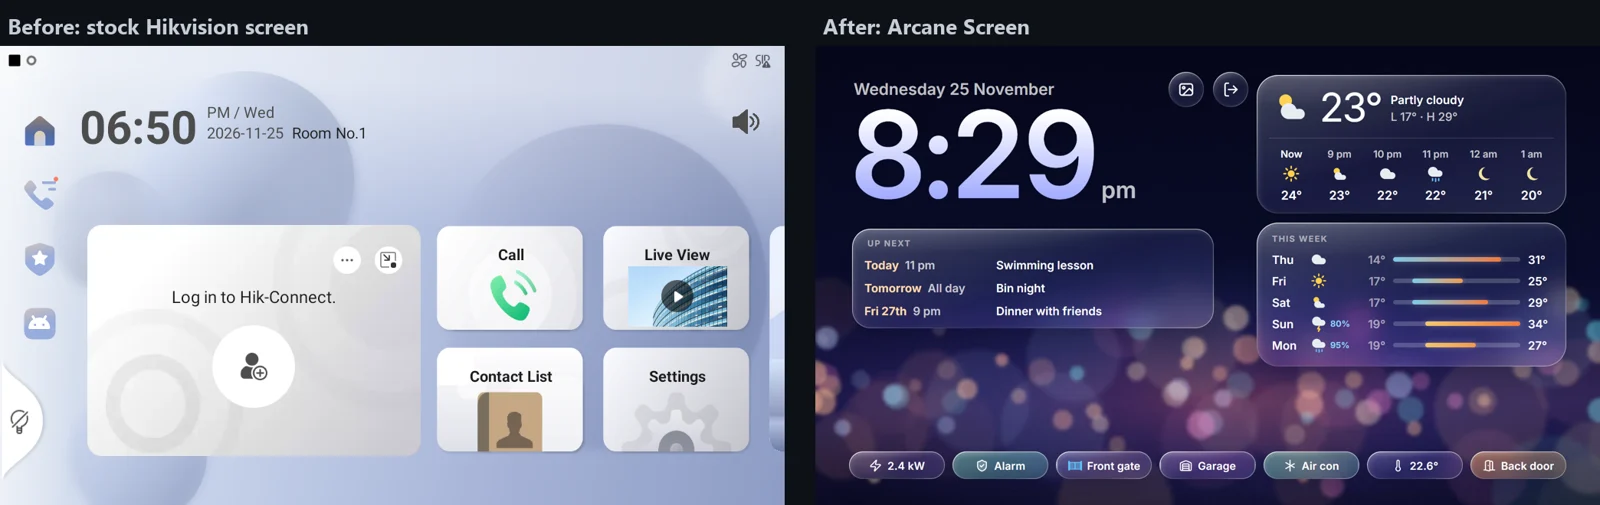 Before: stock Hikvision screen
06:50
PM / Wed
2026-11-25 Room No.1
Log in to Hik-Connect.
Call
Live View
Contact List
Settings
After: Arcane Screen
Wednesday 25 November
8:29 pm
23° Partly cloudy
L 17° · H 29°
Now 9 pm 10 pm 11 pm 12 am 1 am
24° 23° 22° 22° 21° 20°
UP NEXT
Today 11 pm Swimming lesson
Tomorrow All day Bin night
Fri 27th 9 pm Dinner with friends
THIS WEEK
Thu 14° 31°
Fri 17° 25°
Sat 17° 29°
Sun 80% 19° 34°
Mon 95% 19° 27°
2.4 kW Alarm Front gate Garage Air con 22.6° Back door